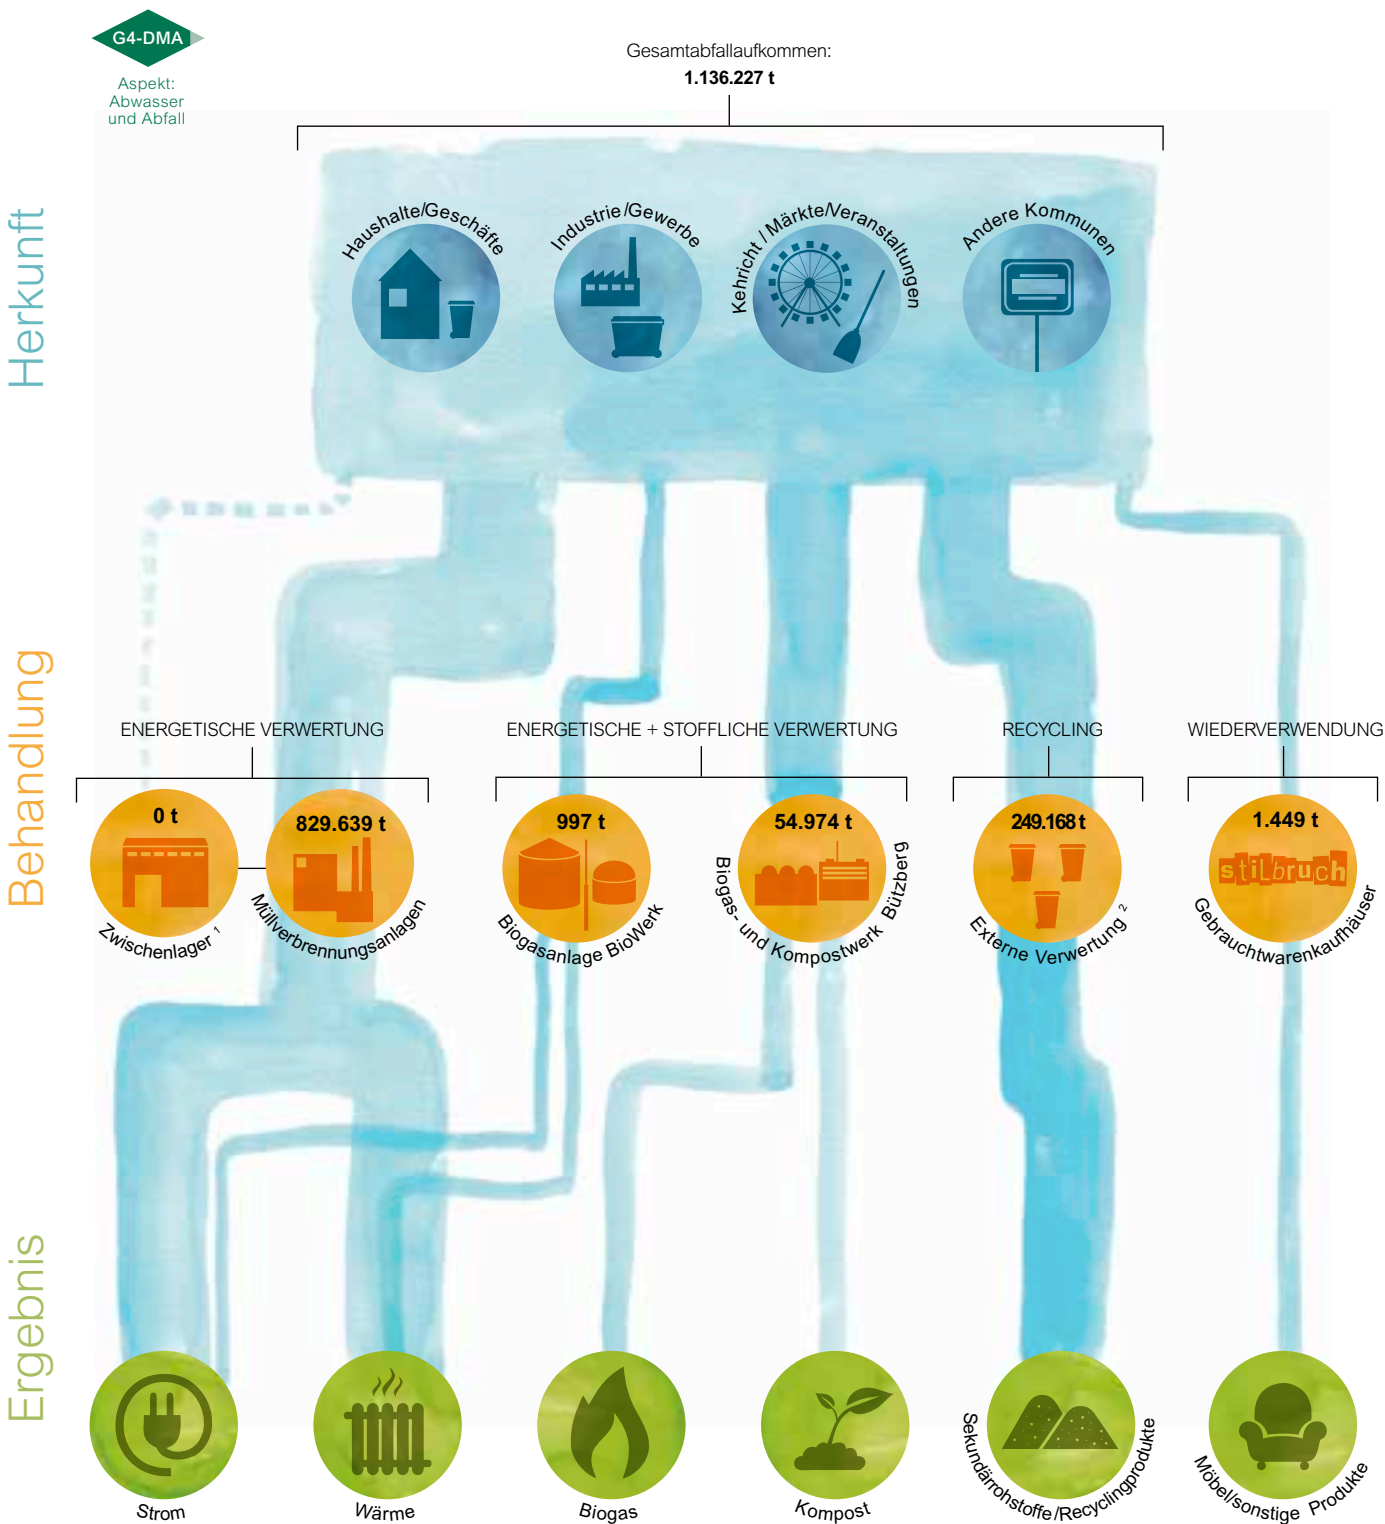 G4-DMA
Aspekt:
Abwasser
und Abfall
Gesamtabfallaufkommen:
1.136.227 t
Herkunft
Haushalte/Geschäfte
Industrie/Gewerbe
Kehricht / Märkte/Veranstaltungen
Andere Kommunen
Behandlung
ENERGETISCHE VERWERTUNG
ENERGETISCHE + STOFFLICHE VERWERTUNG
RECYCLING
WIEDERVERWENDUNG
0 t
829.639 t
997 t
54.974 t
249.168 t
1.449 t
stilbruch
Zwischenlager 1
Müllverbrennungsanlagen
Biogasanlage BioWerk
Biogas- und Kompostwerk Bützberg
Externe Verwertung 2
Gebrauchtwarenkaufhäuser
Ergebnis
Strom
Wärme
Biogas
Kompost
Sekundärrohstoffe/Recyclingprodukte
Möbel/sonstige Produkte